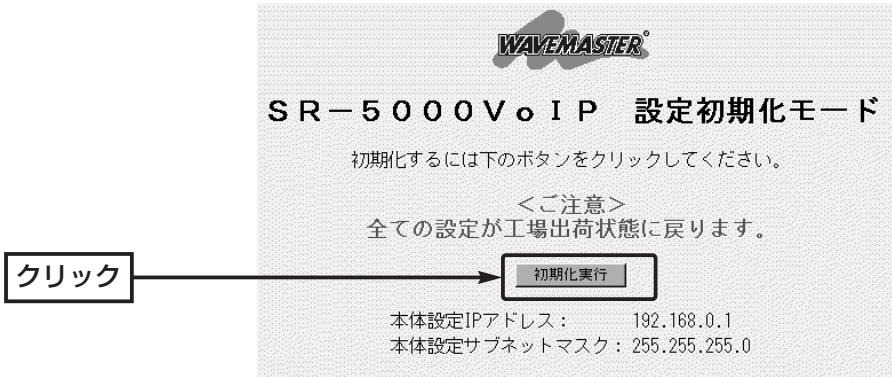 WAVEMASTER®
SR-5000VoIP 設定初期化モード
初期化するには下のボタンをクリックしてください。
<ご注意>
全ての設定が工場出荷状態に戻ります。
クリック
初期化実行
本体設定IPアドレス： 192.168.0.1
本体設定サブネットマスク： 255.255.255.0